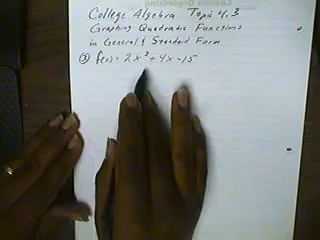 College Algebra Topic 4.3
Graphing Quadratic Functions
in General & Standard Form
③ f(x) = 2x² + 4x - 15